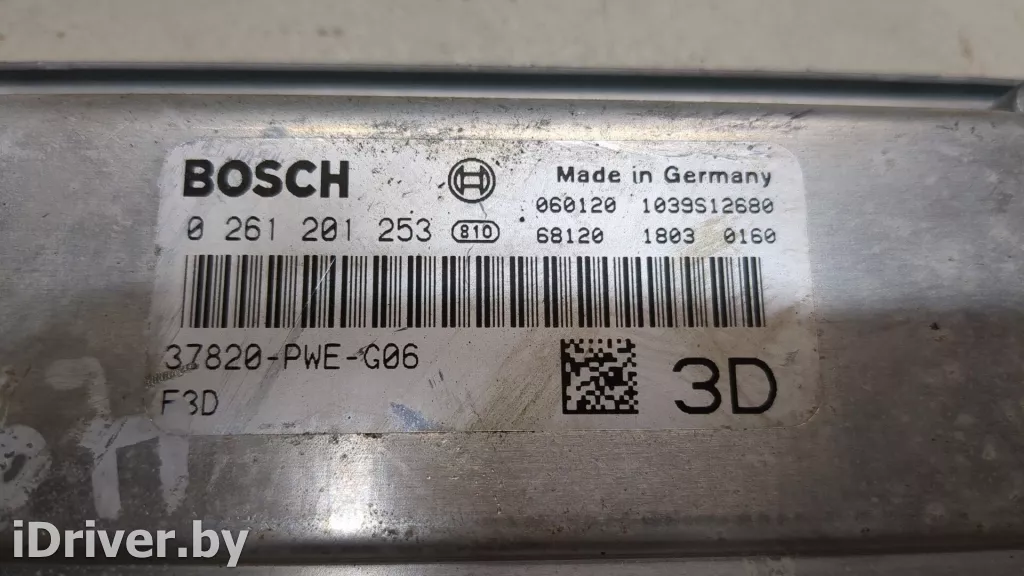 BOSCH
Made in Germany
060120 1039S12680
0 261 201 253 810
68120 1803 0160
37820-PWE-G06
3D
F3D
iDriver.by